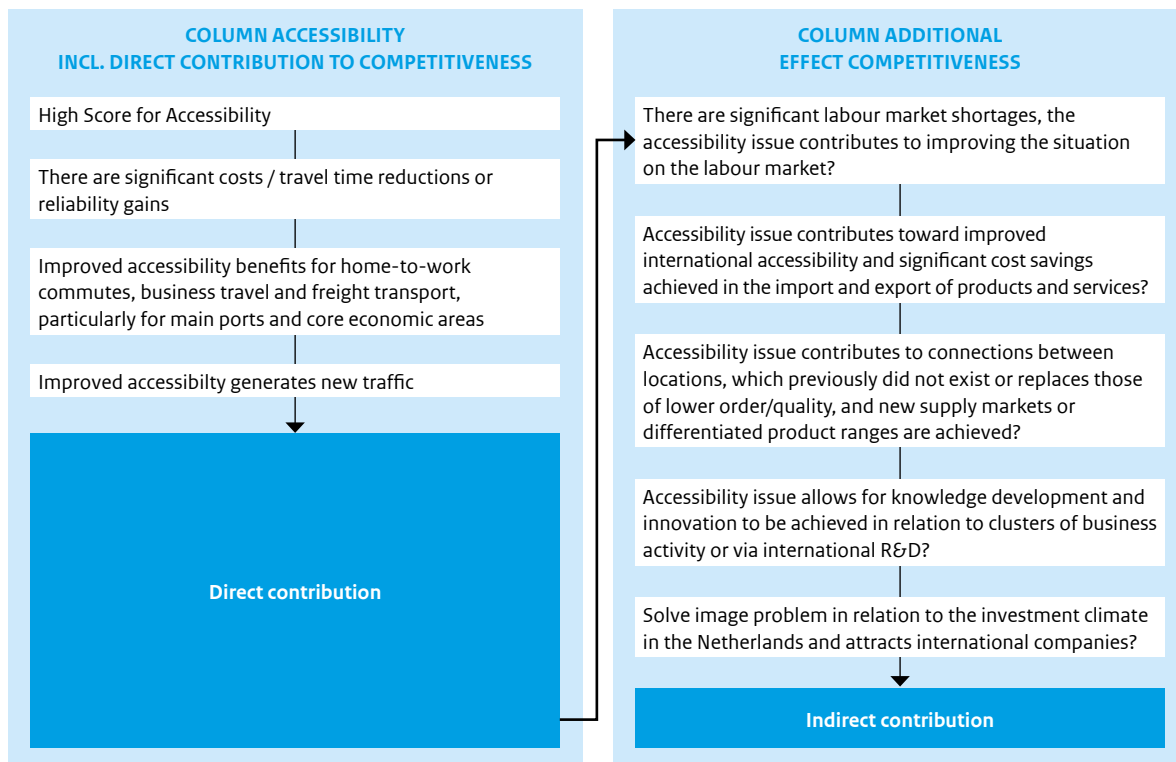 COLUMN ACCESSIBILITY
INCL. DIRECT CONTRIBUTION TO COMPETITIVENESS
High Score for Accessibility
There are significant costs / travel time reductions or
reliability gains
Improved accessibility benefits for home-to-work
commutes, business travel and freight transport,
particularly for main ports and core economic areas
Improved accessibilty generates new traffic
Direct contribution
COLUMN ADDITIONAL
EFFECT COMPETITIVENESS
There are significant labour market shortages, the
accessibility issue contributes to improving the situation
on the labour market?
Accessibility issue contributes toward improved
international accessibility and significant cost savings
achieved in the import and export of products and services?
Accessibility issue contributes to connections between
locations, which previously did not exist or replaces those
of lower order/quality, and new supply markets or
differentiated product ranges are achieved?
Accessibility issue allows for knowledge development and
innovation to be achieved in relation to clusters of business
activity or via international R&D?
Solve image problem in relation to the investment climate
in the Netherlands and attracts international companies?
Indirect contribution